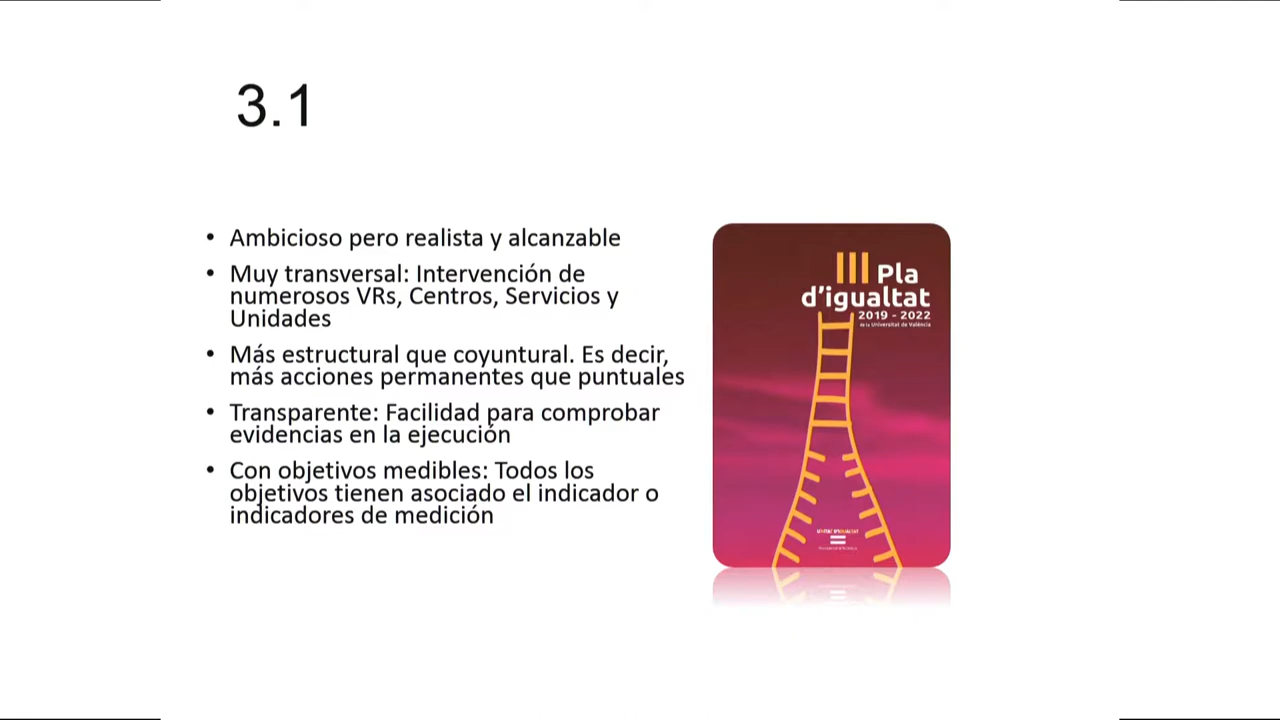 3.1
• Ambicioso pero realista y alcanzable
• Muy transversal: Intervención de
numerosos VRs, Centros, Servicios y
Unidades
• Más estructural que coyuntural. Es decir,
más acciones permanentes que puntuales
• Transparente: Facilidad para comprobar
evidencias en la ejecución
• Con objetivos medibles: Todos los
objetivos tienen asociado el indicador o
indicadores de medición
III Pla
d'igualtat
2019 - 2022
de la Universitat de València
UNITAT D'IGUALTAT